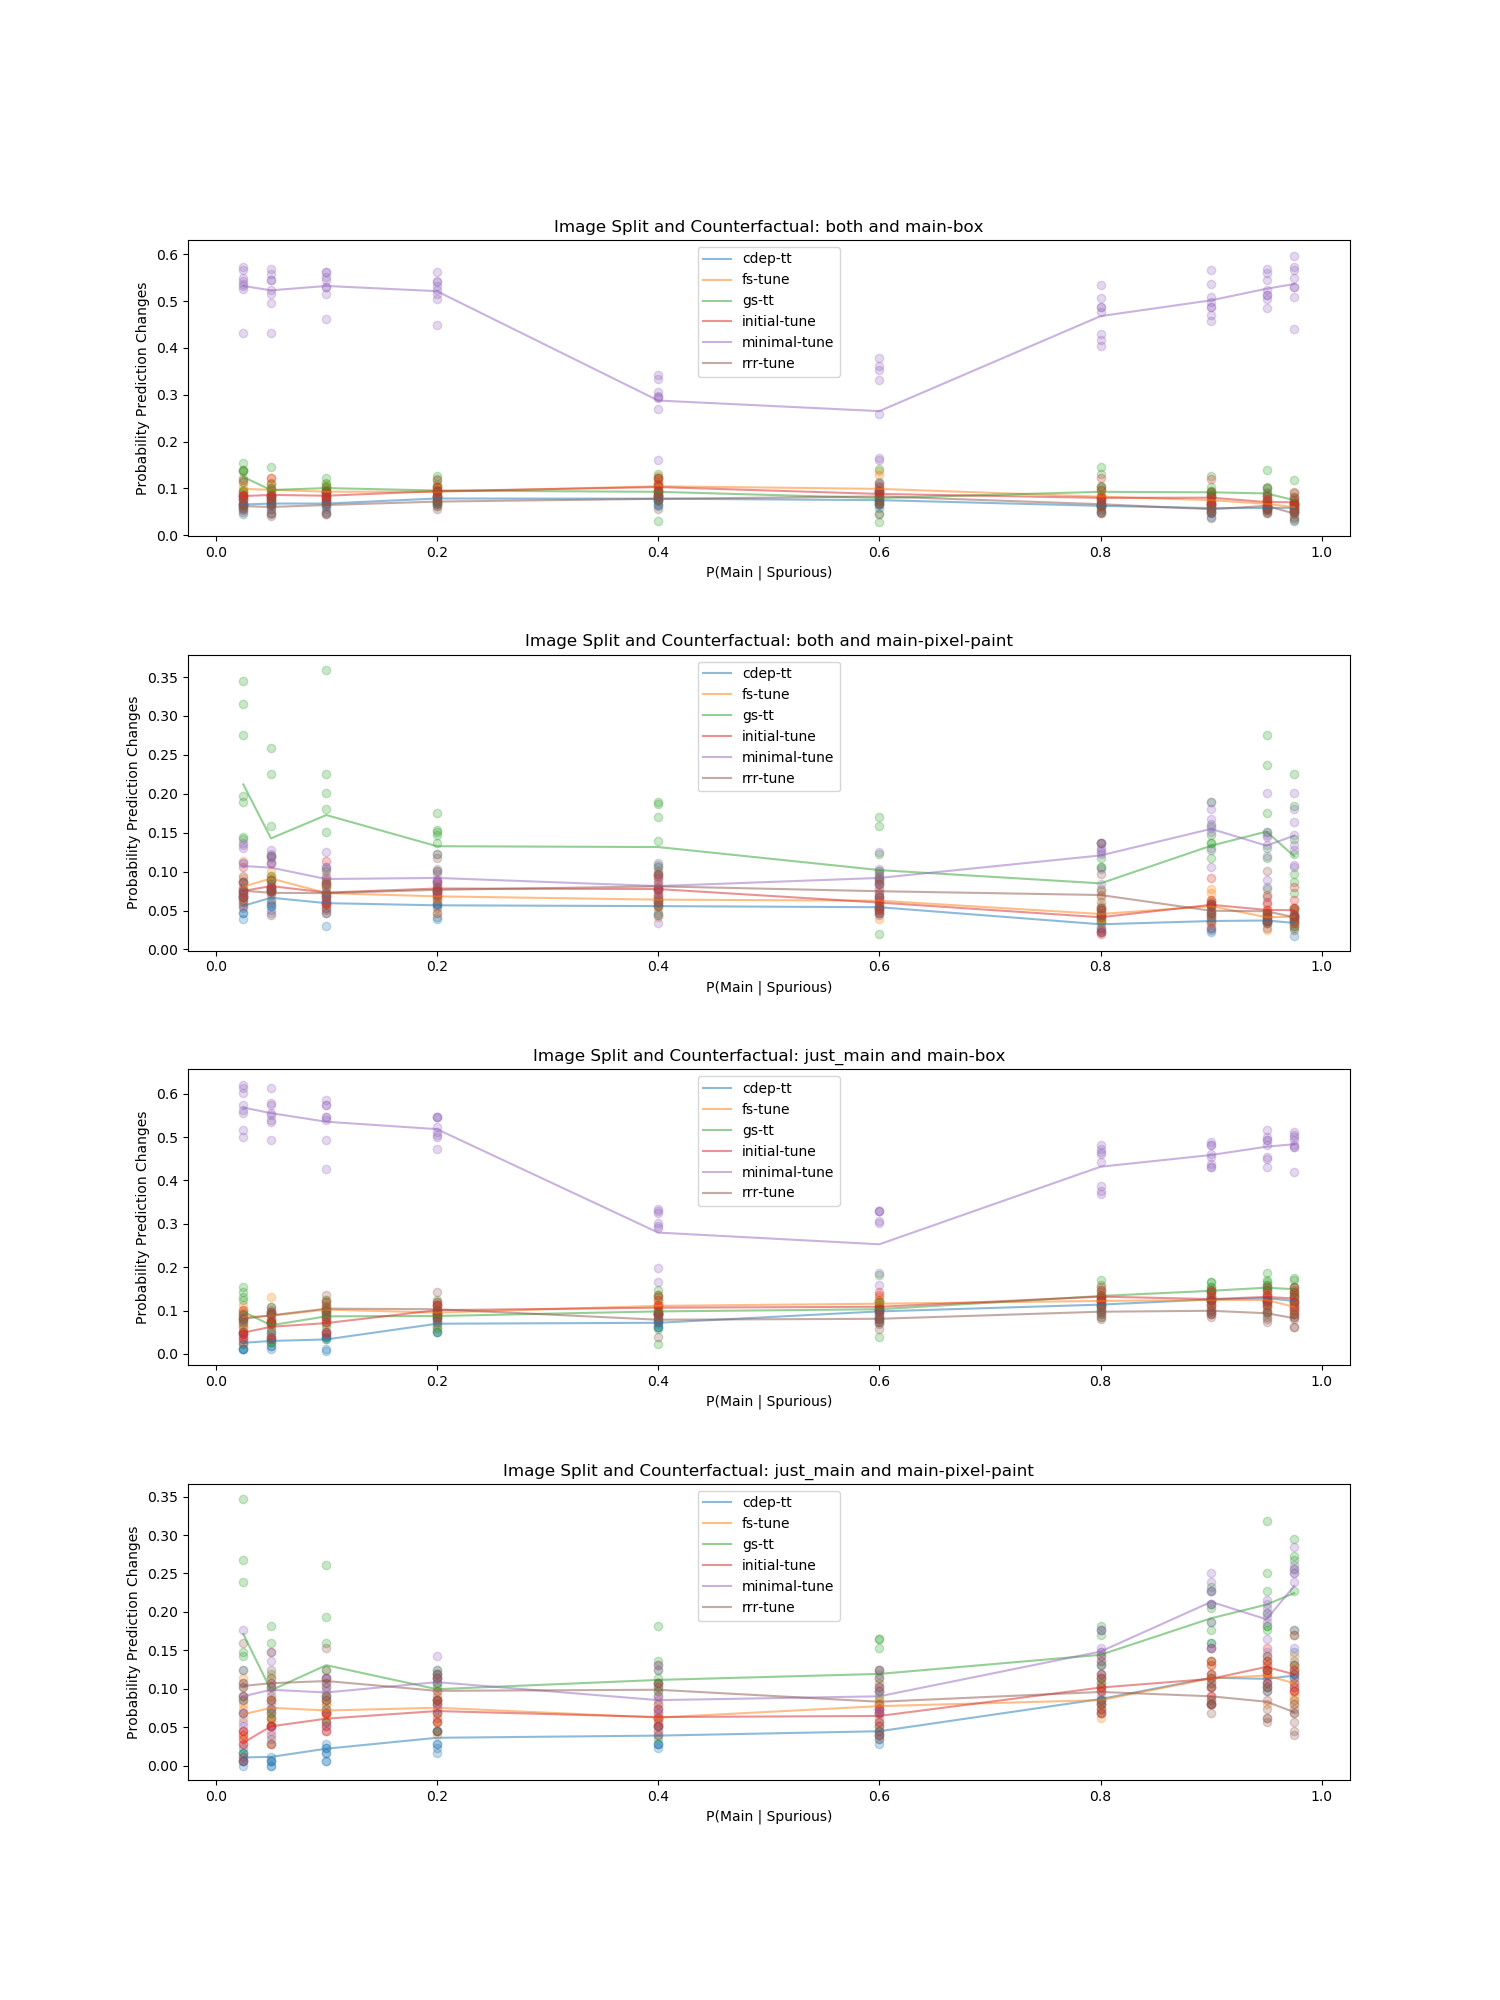 Image Split and Counterfactual: both and main-box
Probability Prediction Changes
0.6
0.5
0.4
0.3
0.2
0.1
0.0
cdep-tt
fs-tune
gs-tt
initial-tune
minimal-tune
rrr-tune
0.0 0.2 0.4 0.6 0.8 1.0
P(Main | Spurious)
Image Split and Counterfactual: both and main-pixel-paint
Probability Prediction Changes
0.35
0.30
0.25
0.20
0.15
0.10
0.05
0.00
cdep-tt
fs-tune
gs-tt
initial-tune
minimal-tune
rrr-tune
0.0 0.2 0.4 0.6 0.8 1.0
P(Main | Spurious)
Image Split and Counterfactual: just_main and main-box
Probability Prediction Changes
0.6
0.5
0.4
0.3
0.2
0.1
0.0
cdep-tt
fs-tune
gs-tt
initial-tune
minimal-tune
rrr-tune
0.0 0.2 0.4 0.6 0.8 1.0
P(Main | Spurious)
Image Split and Counterfactual: just_main and main-pixel-paint
Probability Prediction Changes
0.35
0.30
0.25
0.20
0.15
0.10
0.05
0.00
cdep-tt
fs-tune
gs-tt
initial-tune
minimal-tune
rrr-tune
0.0 0.2 0.4 0.6 0.8 1.0
P(Main | Spurious)